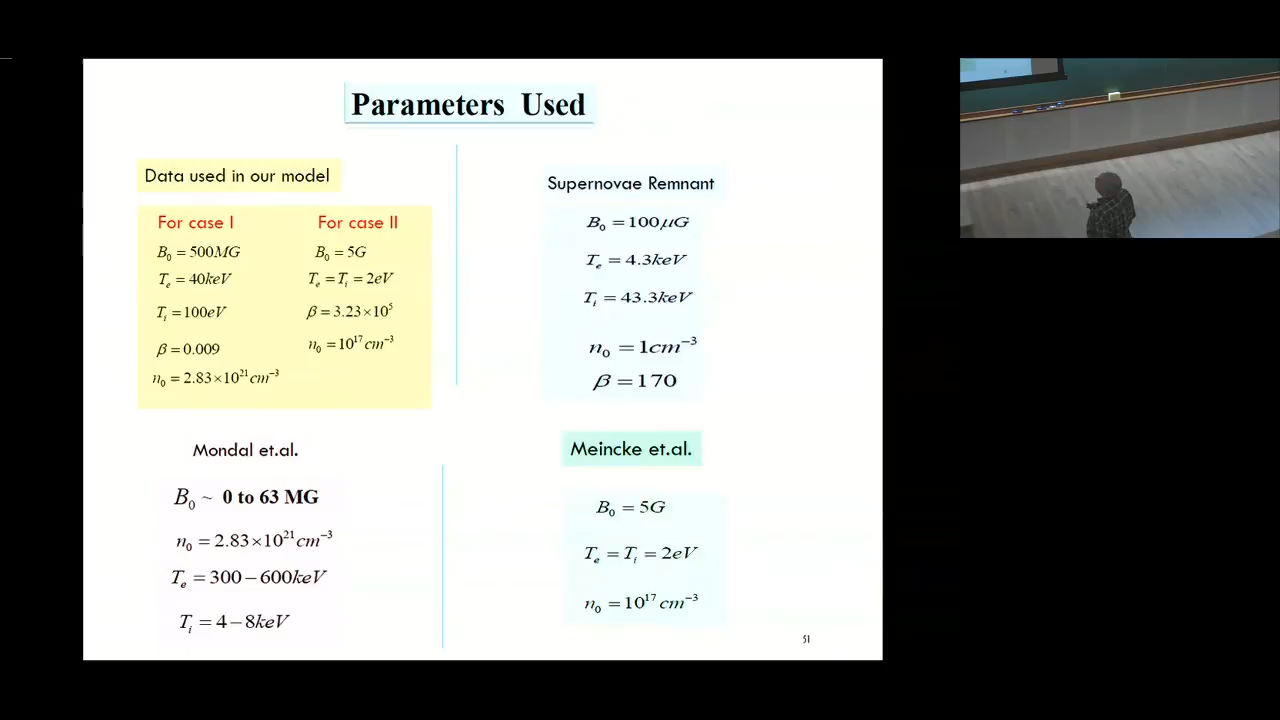 Parameters Used
Data used in our model
For case I
B₀ = 500MG
Tₑ = 40keV
Tᵢ = 100eV
β = 0.009
n₀ = 2.83×10²¹cm⁻³
For case II
B₀ = 5G
Tₑ = Tᵢ = 2eV
β = 3.23×10⁵
n₀ = 10¹⁷cm⁻³
Supernovae Remnant
B₀ = 100μG
Tₑ = 4.3keV
Tᵢ = 43.3keV
n₀ = 1cm⁻³
β = 170
Mondal et.al.
B₀ ~ 0 to 63 MG
n₀ = 2.83×10²¹cm⁻³
Tₑ = 300–600keV
Tᵢ = 4–8keV
Meincke et.al.
B₀ = 5G
Tₑ = Tᵢ = 2eV
n₀ = 10¹⁷cm⁻³
51